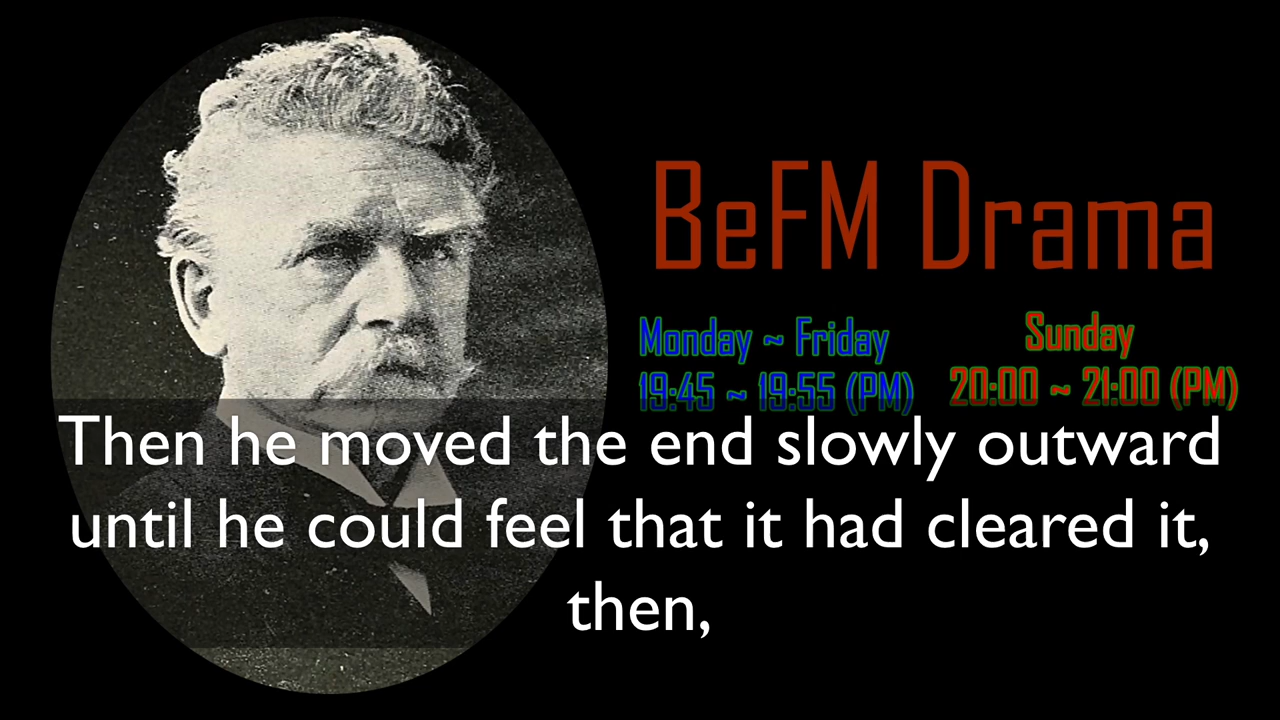 BeFM Drama
Monday ~ Friday
19:45 ~ 19:55 (PM)
Sunday
20:00 ~ 21:00 (PM)
Then he moved the end slowly outward
until he could feel that it had cleared it,
then,